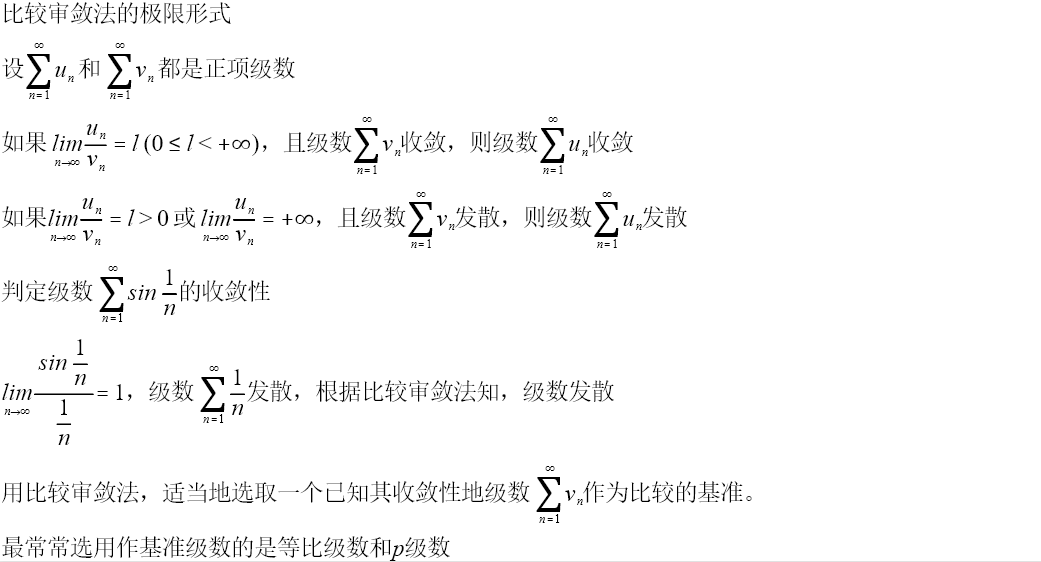 比较审敛法的极限形式
设 $\sum_{n=1}^{\infty} u_n$ 和 $\sum_{n=1}^{\infty} v_n$ 都是正项级数
如果 $\lim_{n\to\infty} \frac{u_n}{v_n} = l\,(0 \le l < +\infty)$，且级数 $\sum_{n=1}^{\infty} v_n$ 收敛，则级数 $\sum_{n=1}^{\infty} u_n$ 收敛
如果 $\lim_{n\to\infty} \frac{u_n}{v_n} = l > 0$ 或 $\lim_{n\to\infty} \frac{u_n}{v_n} = +\infty$，且级数 $\sum_{n=1}^{\infty} v_n$ 发散，则级数 $\sum_{n=1}^{\infty} u_n$ 发散
判定级数 $\sum_{n=1}^{\infty} \sin \frac{1}{n}$ 的收敛性
$\lim_{n\to\infty} \frac{\sin \frac{1}{n}}{\frac{1}{n}} = 1$，级数 $\sum_{n=1}^{\infty} \frac{1}{n}$ 发散，根据比较审敛法知，级数发散
用比较审敛法，适当地选取一个已知其收敛性地级数 $\sum_{n=1}^{\infty} v_n$ 作为比较的基准。
最常常选用作基准级数的是等比级数和p级数